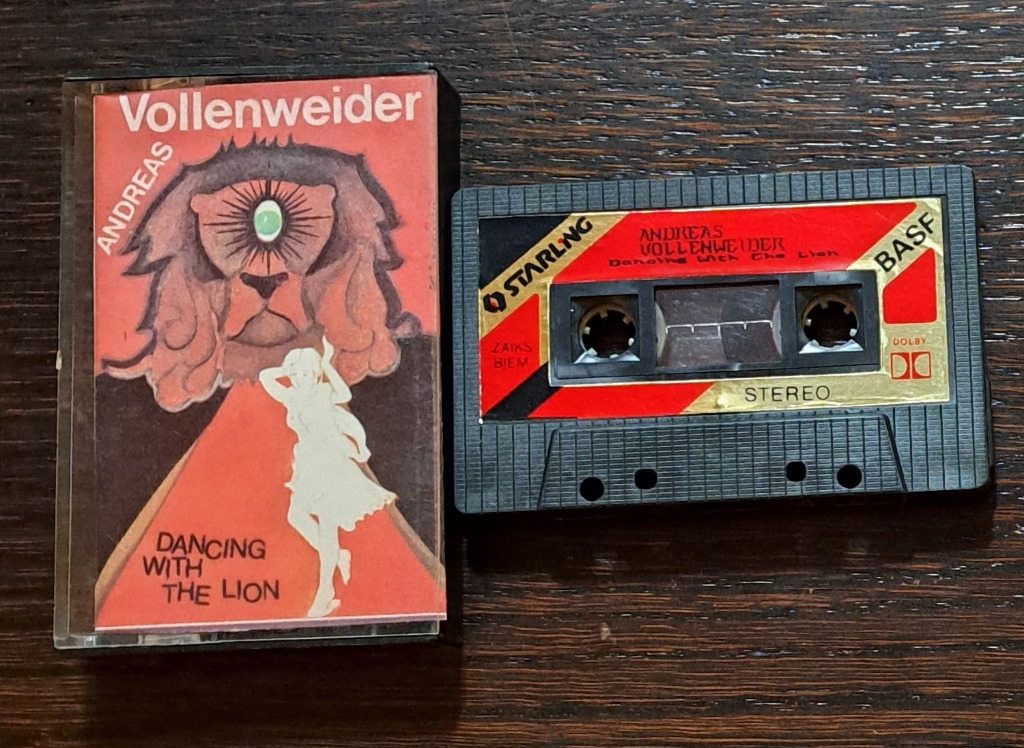 Vollenweider
ANDREAS
DANCING
WITH
THE LION
STARLING
ANDREAS
VOLLENWEIDER
Dancing With The Lion
BASF
ZAIKS
BIEM
DOLBY
STEREO